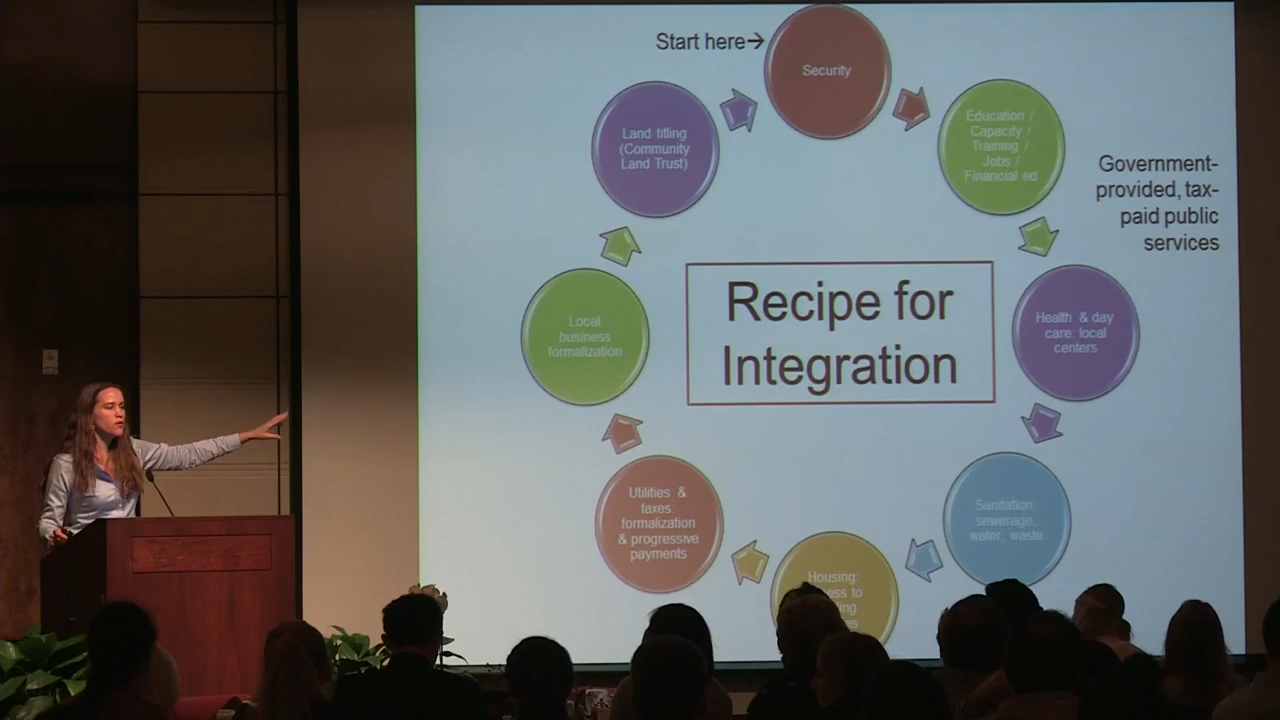 Start here→
Security
Education /
Capacity /
Training /
Jobs /
Financial ed
Government-
provided, tax-
paid public
services
Health & day
care: local
centers
Sanitation:
sewerage,
water, waste
Housing:
to
Utilities &
taxes:
formalization
& progressive
payments
Local
business
formalization
Land titling
(Community
Land Trust)
Recipe for
Integration